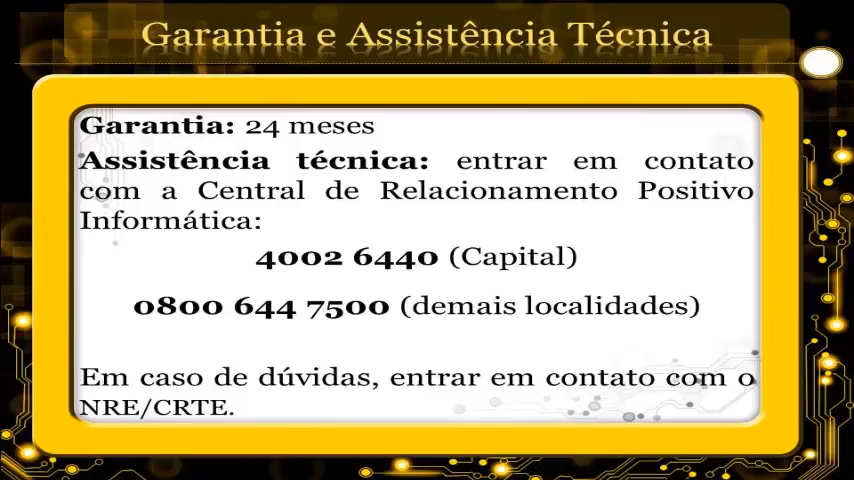 Garantia e Assistência Técnica
Garantia: 24 meses
Assistência técnica: entrar em contato
com a Central de Relacionamento Positivo
Informática:
4002 6440 (Capital)
0800 644 7500 (demais localidades)
Em caso de dúvidas, entrar em contato com o
NRE/CRTE.